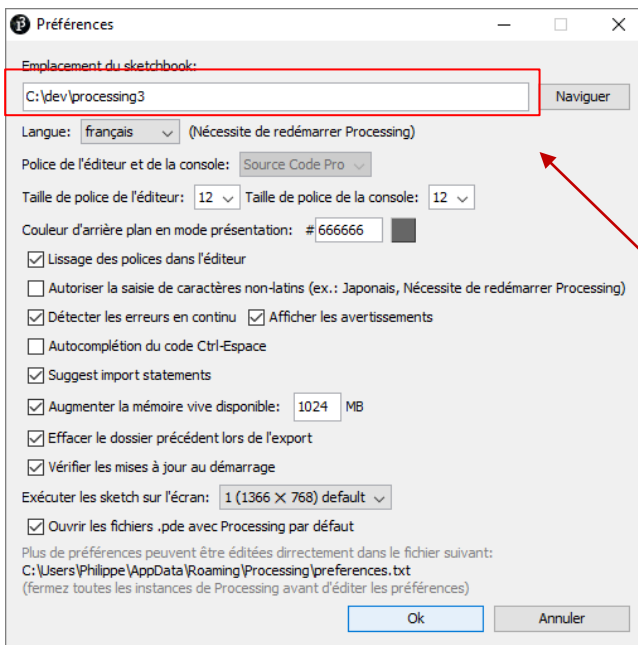 Préférences
Emplacement du sketchbook:
C:\dev\processing3 Naviguer
Langue: français (Nécessite de redémarrer Processing)
Police de l'éditeur et de la console: Source Code Pro
Taille de police de l'éditeur: 12 Taille de police de la console: 12
Couleur d'arrière plan en mode présentation: # 666666
Lissage des polices dans l'éditeur
Autoriser la saisie de caractères non-latins (ex.: Japonais, Nécessite de redémarrer Processing)
Détecter les erreurs en continu Afficher les avertissements
Autocomplétion du code Ctrl-Espace
Suggest import statements
Augmenter la mémoire vive disponible: 1024 MB
Effacer le dossier précédent lors de l'export
Vérifier les mises à jour au démarrage
Exécuter les sketch sur l'écran: 1 (1366 × 768) default
Ouvrir les fichiers .pde avec Processing par défaut
Plus de préférences peuvent être éditées dirrectement dans le fichier suivant:
C:\Users\Philippe\AppData\Roaming\Processing\preferences.txt
(fermez toutes les instances de Processing avant d'éditer les préférences)
Ok Annuler